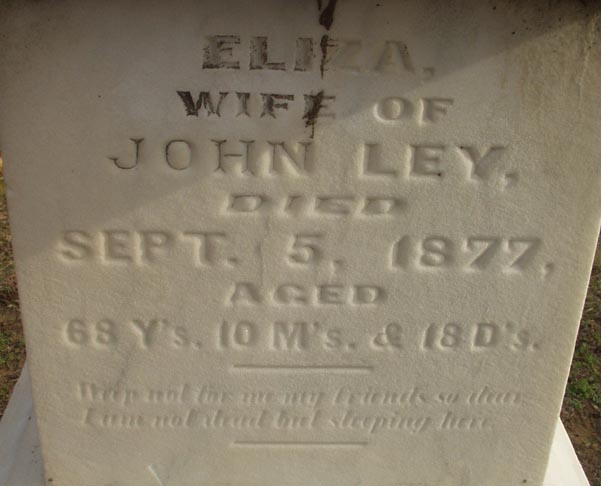 ELIZA,
WIFE OF
JOHN LEY,
DIED
SEPT. 5, 1877,
AGED
68 Y's. 10 M's. & 18 D's.
Weep not for me my friends so dear
I am not dead but sleeping here.